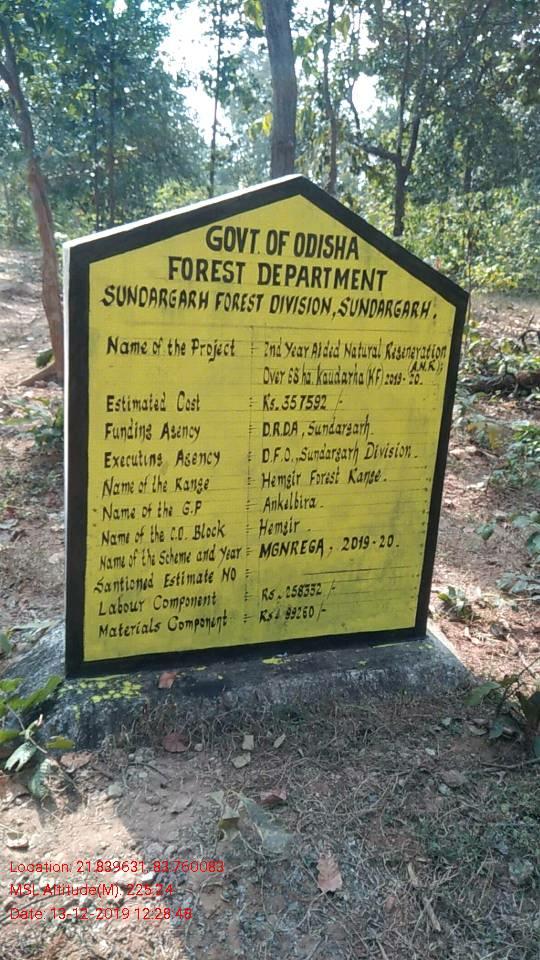 GOVT. OF ODISHA
FOREST DEPARTMENT
SUNDARGARH FOREST DIVISION, SUNDARGARH.
Name of the Project : 2nd Year Aided Natural Regeneration
(A.N.R);
Over 68 ha. Kaudarha (KF) 2019-20.
Estimated Cost : Rs. 357592 /-
Funding Agency : D.R.D.A, Sundargarh.
Executing Agency : D.F.O., Sundargarh Division.
Name of the Range : Hemgir Forest Range.
Name of the G.P : Ankelbira.
Name of the C.D. Block : Hemgir.
Name of the Scheme and Year : MGNREGA, 2019-20.
Santioned Estimate NO :
Labour Component : Rs. 258332 /-
Materials Component : Rs. 99260 /-
Location: 21.839631, 83.760083
MSL Altitude(M): 225.24
Date: 13-12-2019 12:28:48